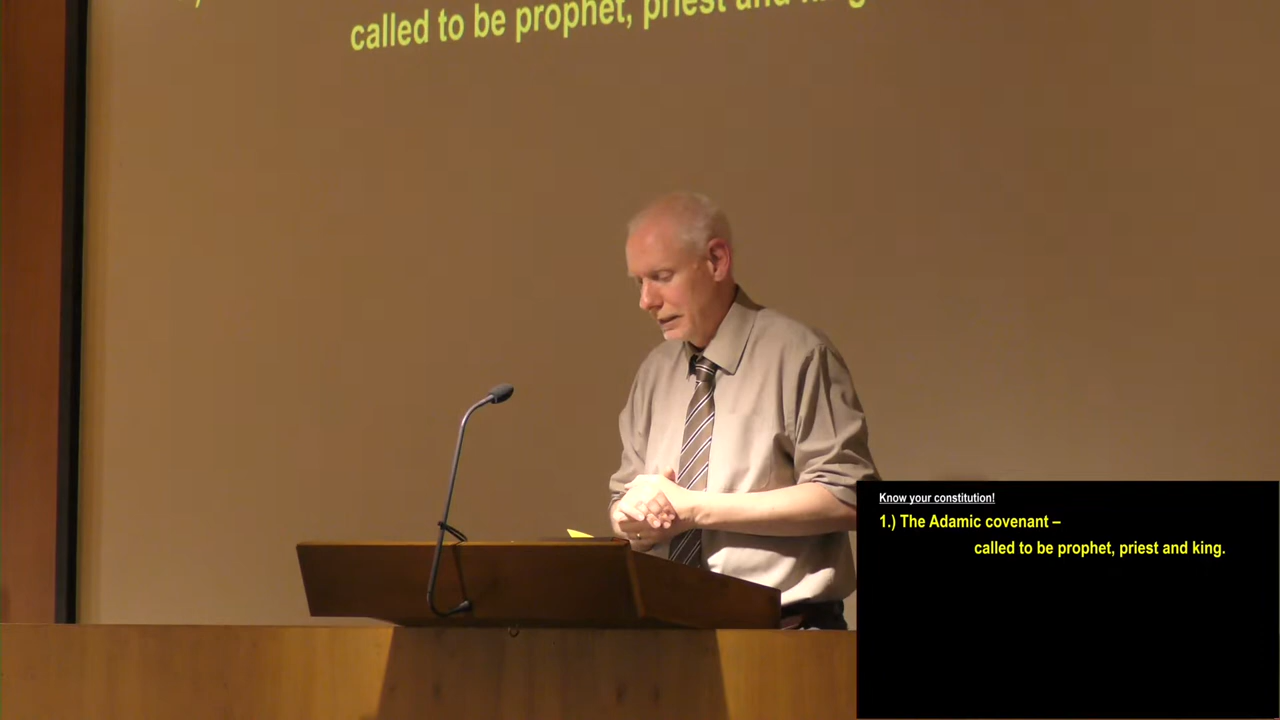 called to be prophet, priest and king
Know your constitution!
1.) The Adamic covenant –
called to be prophet, priest and king.